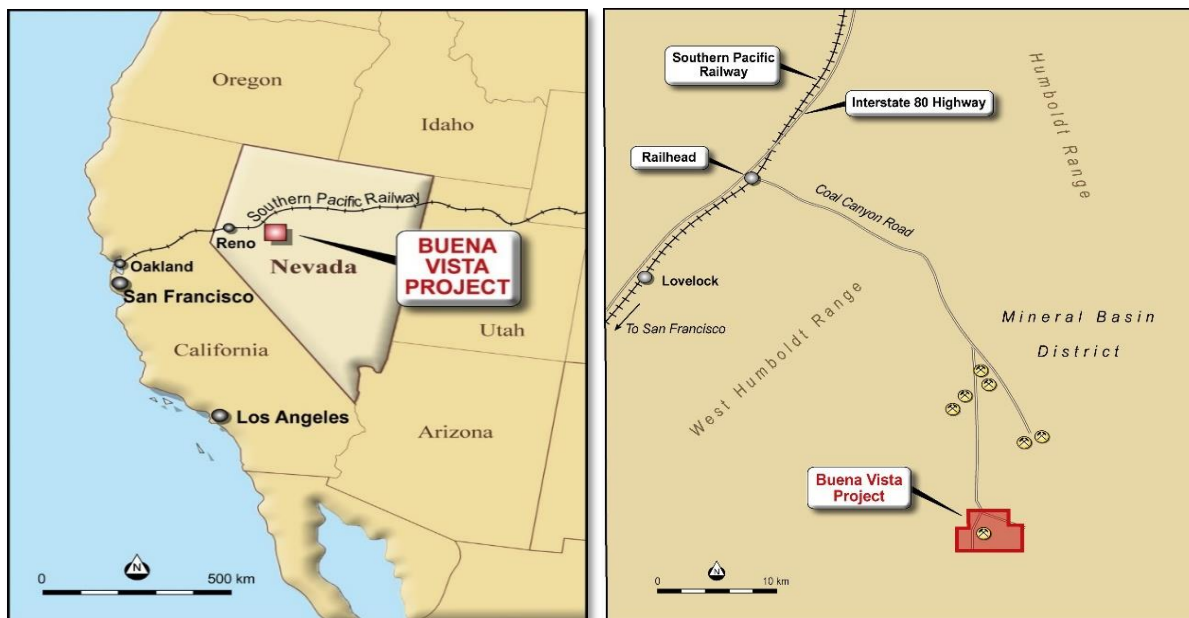 Oregon
Idaho
Southern Pacific Railway
Reno
BUENA
VISTA
PROJECT
Nevada
Oakland
San Francisco
Utah
California
Los Angeles
Arizona
N
0
500 km
Southern Pacific
Railway
Interstate 80 Highway
Humboldt Range
Railhead
Coal Canyon Road
Lovelock
To San Francisco
West Humboldt Range
Mineral Basin
District
Buena Vista
Project
N
0
10 km